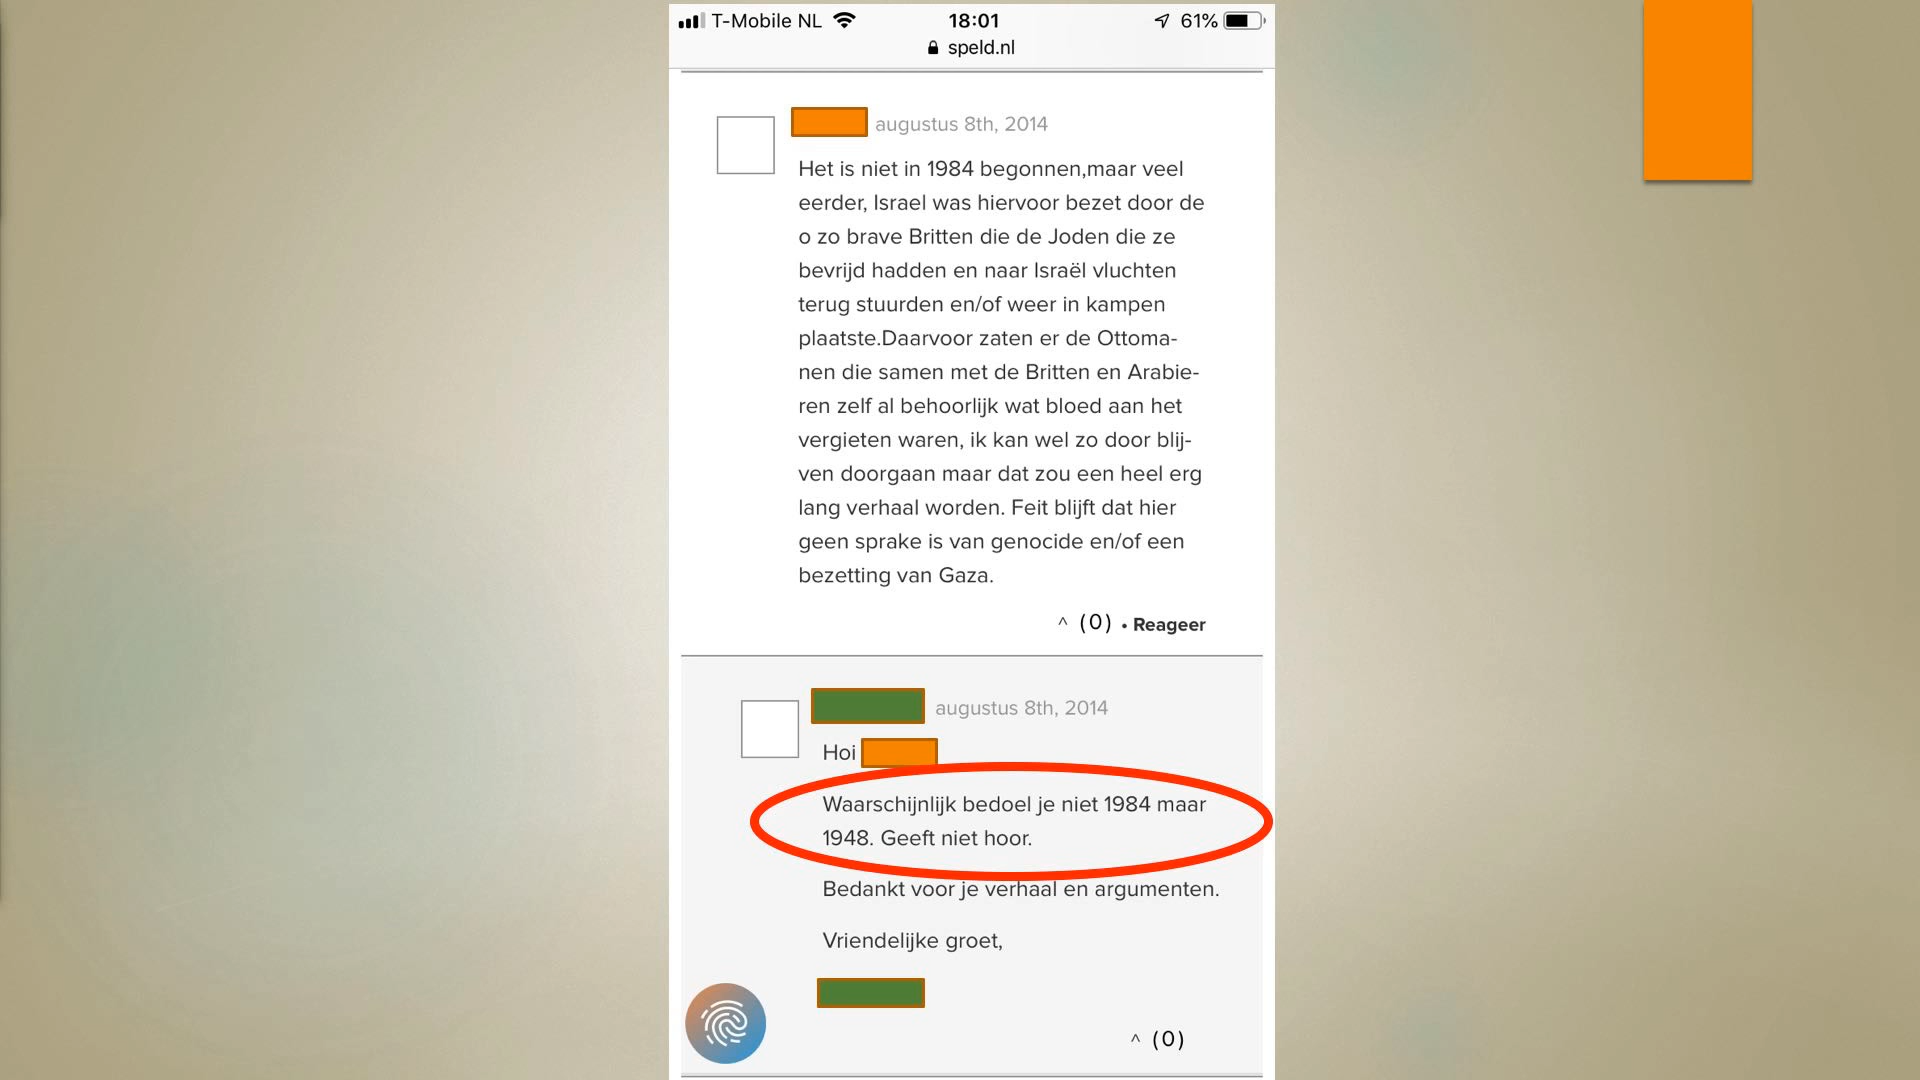 T-Mobile NL 18:01 61%
speld.nl
augustus 8th, 2014
Het is niet in 1984 begonnen,maar veel
eerder, Israel was hiervoor bezet door de
o zo brave Britten die de Joden die ze
bevrijd hadden en naar Israël vluchten
terug stuurden en/of weer in kampen
plaatste.Daarvoor zaten er de Ottoma-
nen die samen met de Britten en Arabie-
ren zelf al behoorlijk wat bloed aan het
vergieten waren, ik kan wel zo door blij-
ven doorgaan maar dat zou een heel erg
lang verhaal worden. Feit blijft dat hier
geen sprake is van genocide en/of een
bezetting van Gaza.
^ (0) • Reageer
augustus 8th, 2014
Hoi
Waarschijnlijk bedoel je niet 1984 maar
1948. Geeft niet hoor.
Bedankt voor je verhaal en argumenten.
Vriendelijke groet,
^ (0)